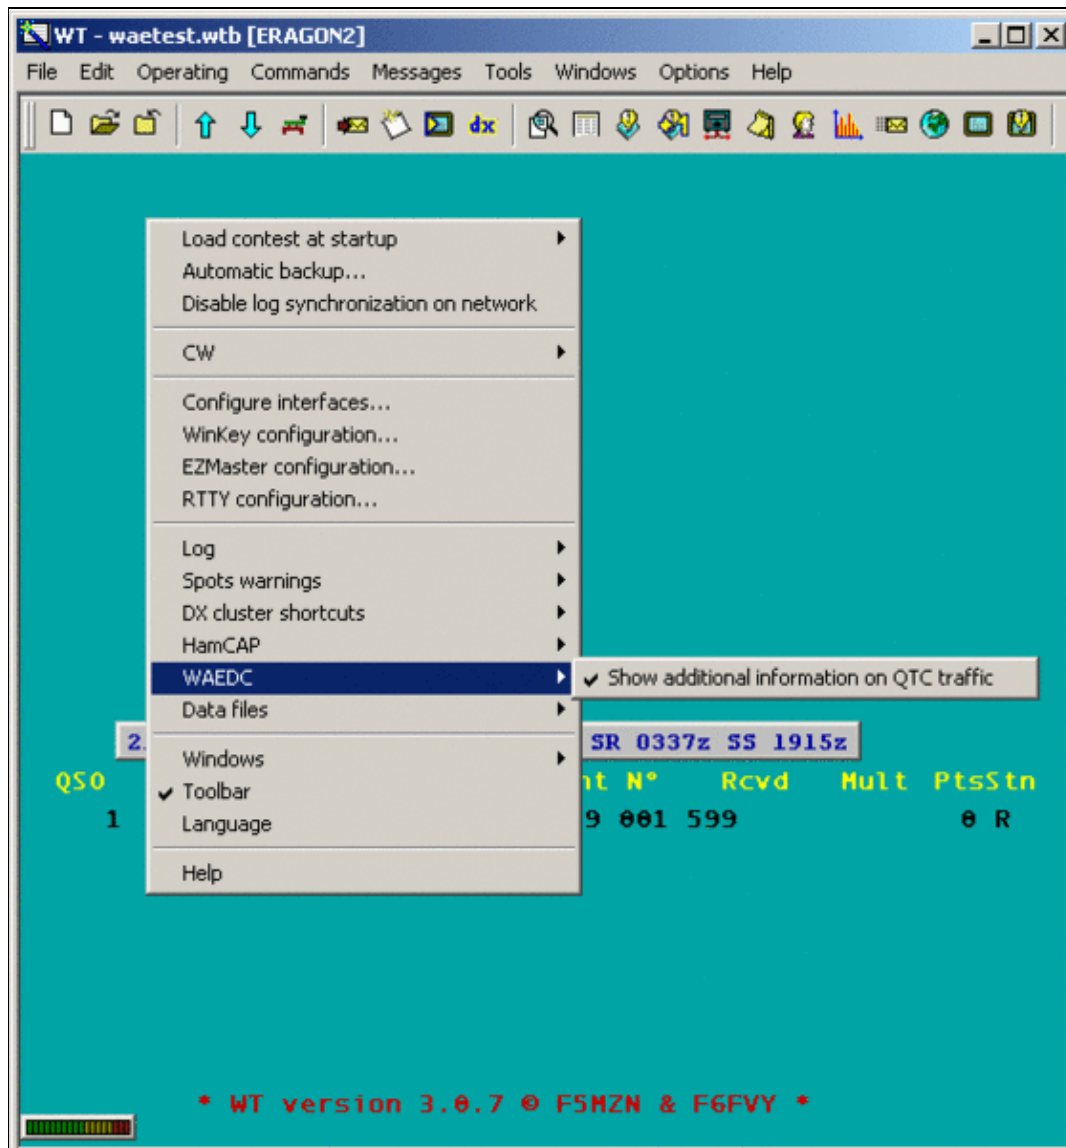 WT - waetest.wtb [ERAGON2]
File Edit Operating Commands Messages Tools Windows Options Help
dx
Load contest at startup
Automatic backup...
Disable log synchronization on network
CW
Configure interfaces...
WinKey configuration...
EZMaster configuration...
RTTY configuration...
Log
Spots warnings
DX cluster shortcuts
HamCAP
WAEDC
Show additional information on QTC traffic
Data files
2. SR 0337z SS 1915z
Windows
QSO nt N° Rcvd Mult PtsStn
Toolbar
1 9 001 599 0 R
Language
Help
* WT version 3.0.7 © F5MZN & F6FVY *